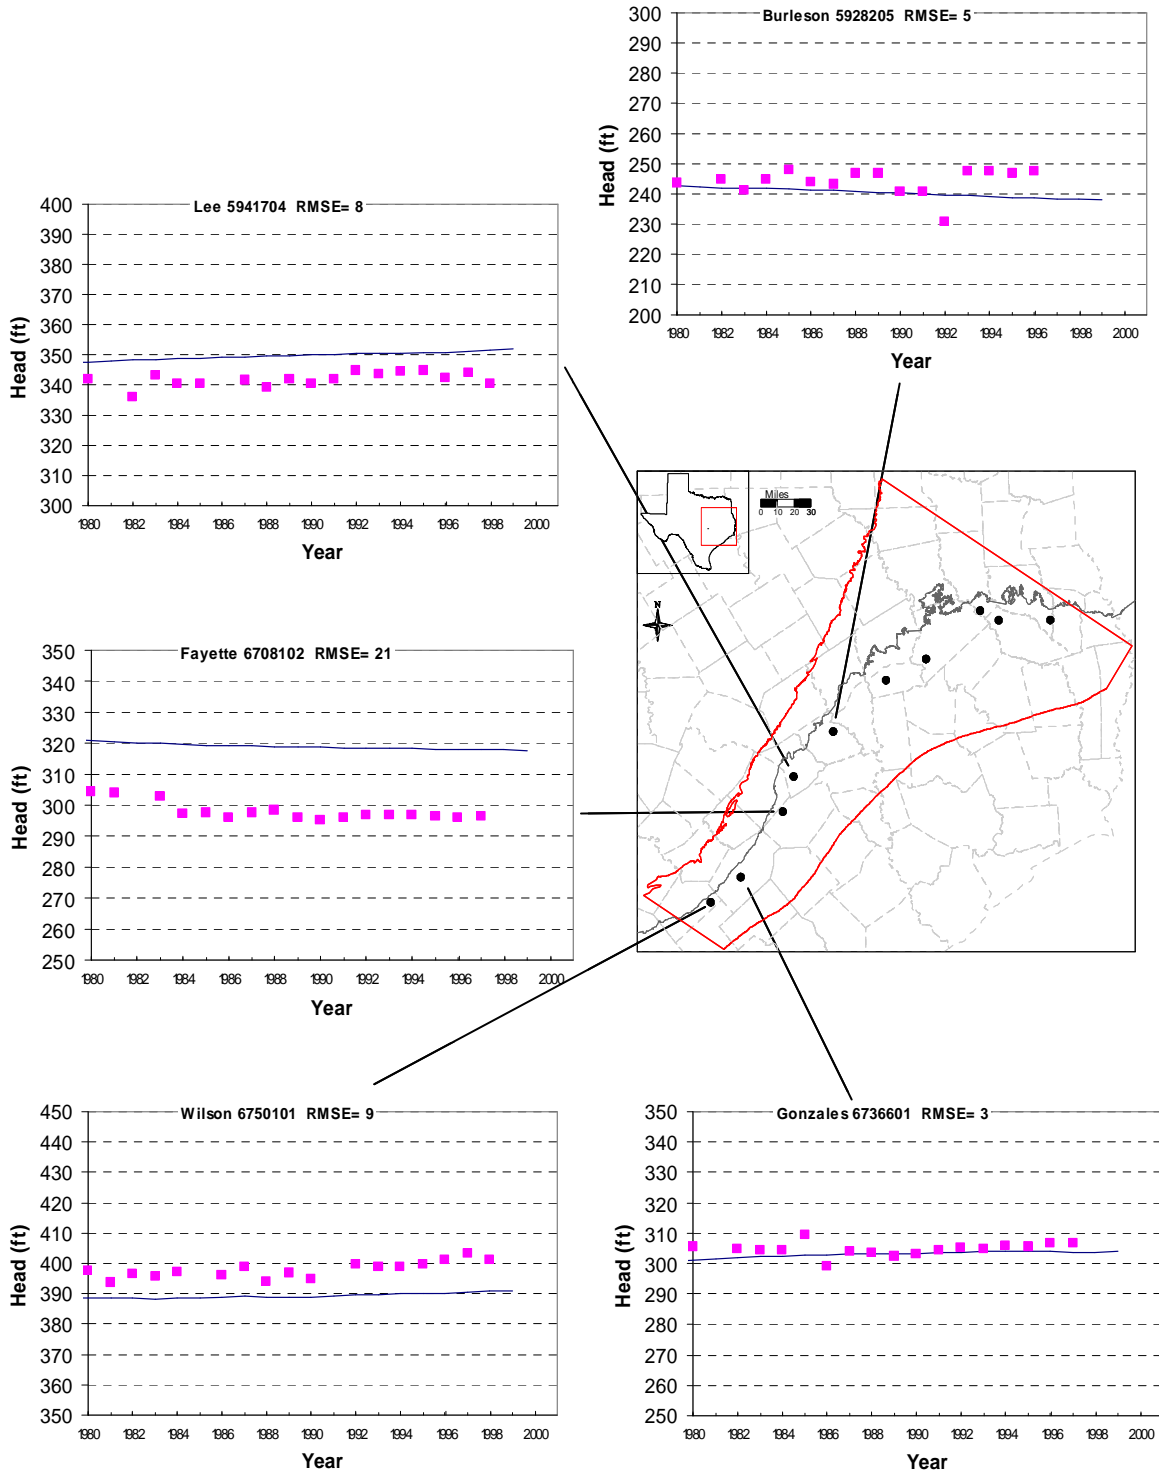 Burleson 5928205 RMSE= 5
300
290
280
270
260
250
240
230
220
210
200
Head (ft)
1980 1982 1984 1986 1988 1990 1992 1994 1996 1998 2000
Year
Lee 5941704 RMSE= 8
400
390
380
370
360
350
340
330
320
310
300
Head (ft)
1980 1982 1984 1986 1988 1990 1992 1994 1996 1998 2000
Year
Miles
0 10 20 30
N
Fayette 6708102 RMSE= 21
350
340
330
320
310
300
290
280
270
260
250
Head (ft)
1980 1982 1984 1986 1988 1990 1992 1994 1996 1998 2000
Year
Wilson 6750101 RMSE= 9
450
440
430
420
410
400
390
380
370
360
350
Head (ft)
1980 1982 1984 1986 1988 1990 1992 1994 1996 1998 2000
Year
Gonzales 6736601 RMSE= 3
350
340
330
320
310
300
290
280
270
260
250
Head (ft)
1980 1982 1984 1986 1988 1990 1992 1994 1996 1998 2000
Year